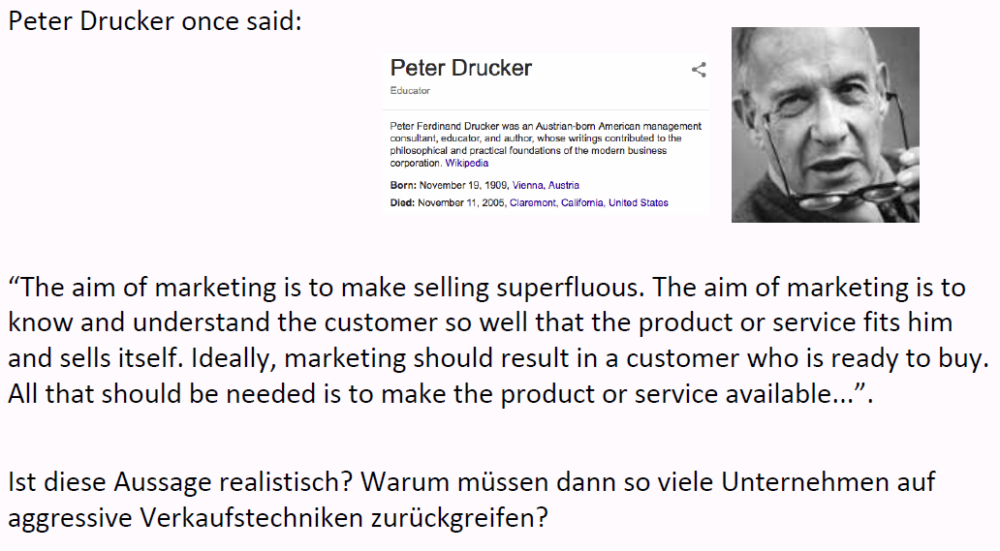 Peter Drucker once said:
Peter Drucker
Educator
Peter Ferdinand Drucker was an Austrian-born American management
consultant, educator, and author, whose writings contributed to the
philosophical and practical foundations of the modern business
corporation. Wikipedia
Born: November 19, 1909, Vienna, Austria
Died: November 11, 2005, Claremont, California, United States
“The aim of marketing is to make selling superfluous. The aim of marketing is to
know and understand the customer so well that the product or service fits him
and sells itself. Ideally, marketing should result in a customer who is ready to buy.
All that should be needed is to make the product or service available...”.
Ist diese Aussage realistisch? Warum müssen dann so viele Unternehmen auf
aggressive Verkaufstechniken zurückgreifen?